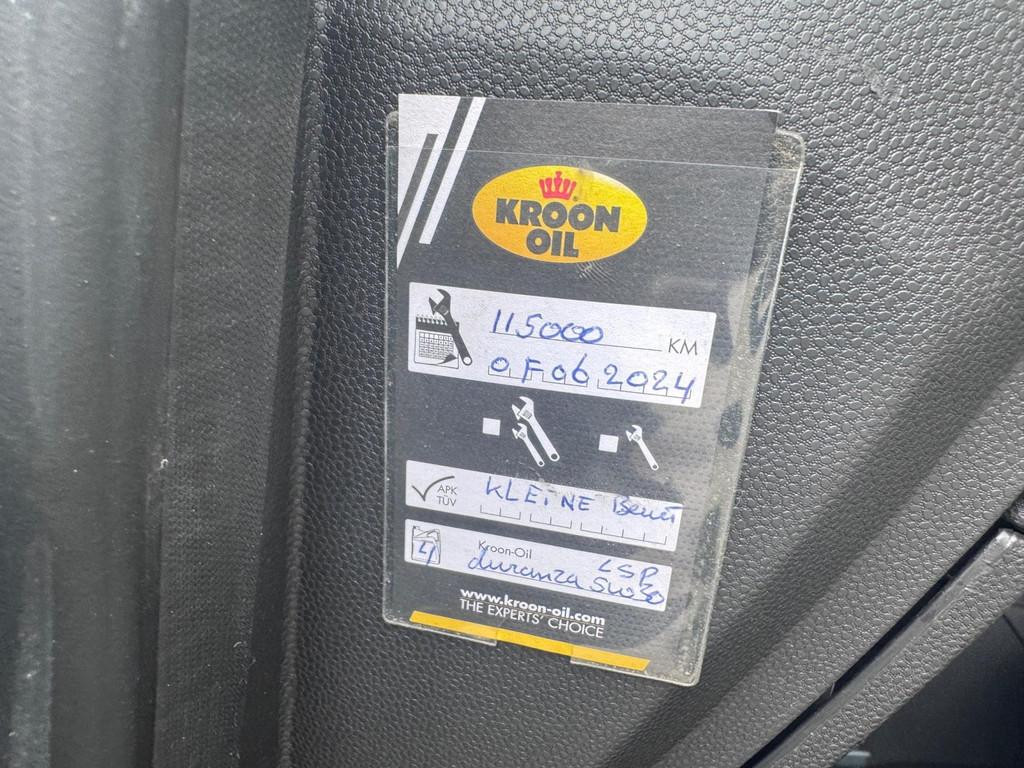 KROON
OIL
115000 KM
07 06 2024
APK
TÜV
KLEINE Beurt
4
Kroon-Oil
duranza LSP
5W30
www.kroon-oil.com
THE EXPERTS' CHOICE